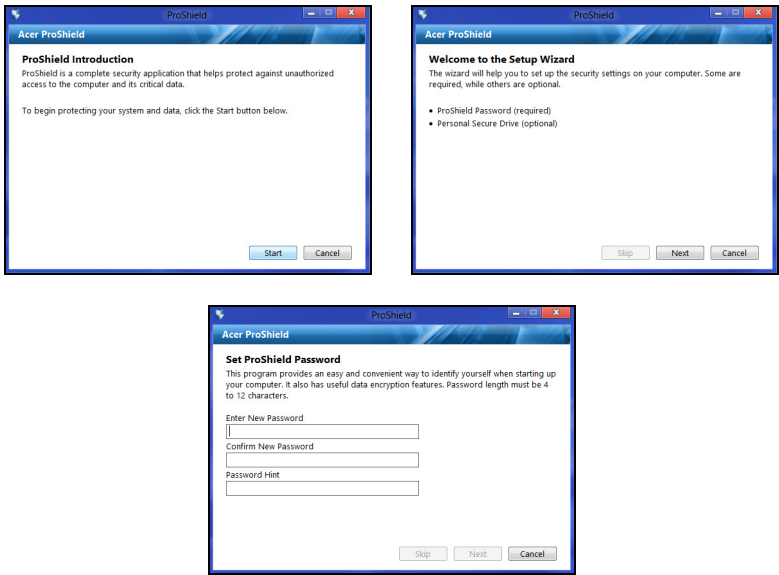 ProShield
Acer ProShield
ProShield Introduction
ProShield is a complete security application that helps protect against unauthorized
access to the computer and its critical data.
To begin protecting your system and data, click the Start button below.
Start
Cancel
ProShield
Acer ProShield
Welcome to the Setup Wizard
The wizard will help you to set up the security settings on your computer. Some are
required, while others are optional.
• ProShield Password (required)
• Personal Secure Drive (optional)
Skip
Next
Cancel
ProShield
Acer ProShield
Set ProShield Password
This program provides an easy and convenient way to identify yourself when starting up
your computer. It also has useful data encryption features. Password length must be 4
to 12 characters.
Enter New Password
Confirm New Password
Password Hint
Skip
Next
Cancel